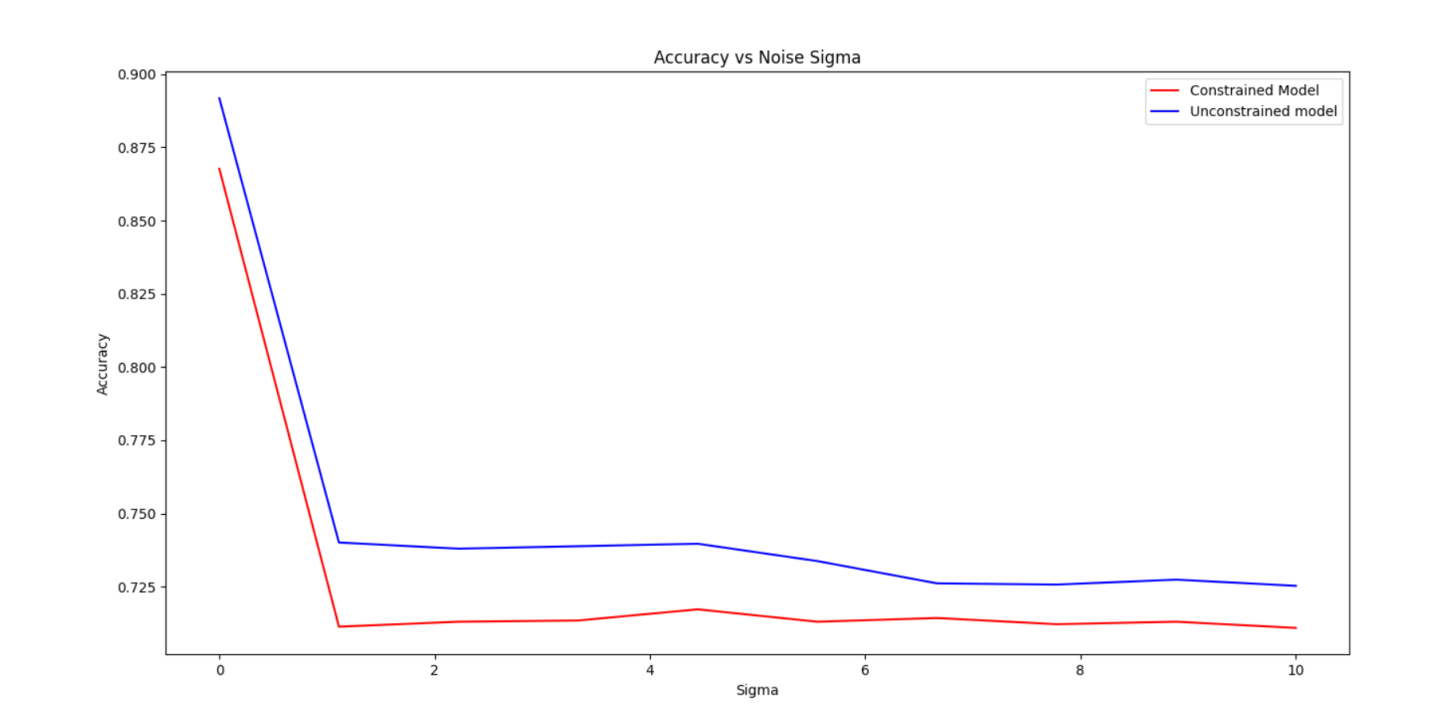 Accuracy vs Noise Sigma
Constrained Model
Unconstrained model
Accuracy
0.900
0.875
0.850
0.825
0.800
0.775
0.750
0.725
0
2
4
6
8
10
Sigma